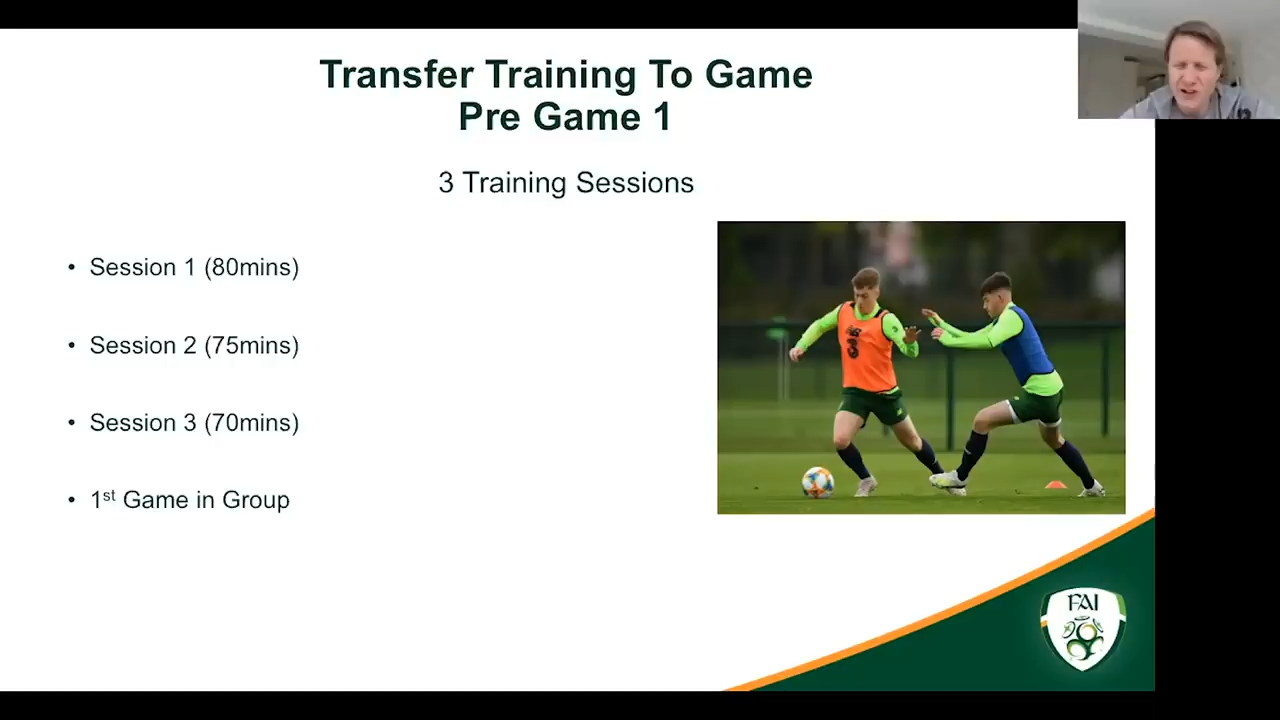 Transfer Training To Game
Pre Game 1
3 Training Sessions
• Session 1 (80mins)
• Session 2 (75mins)
• Session 3 (70mins)
• 1st Game in Group
FAI